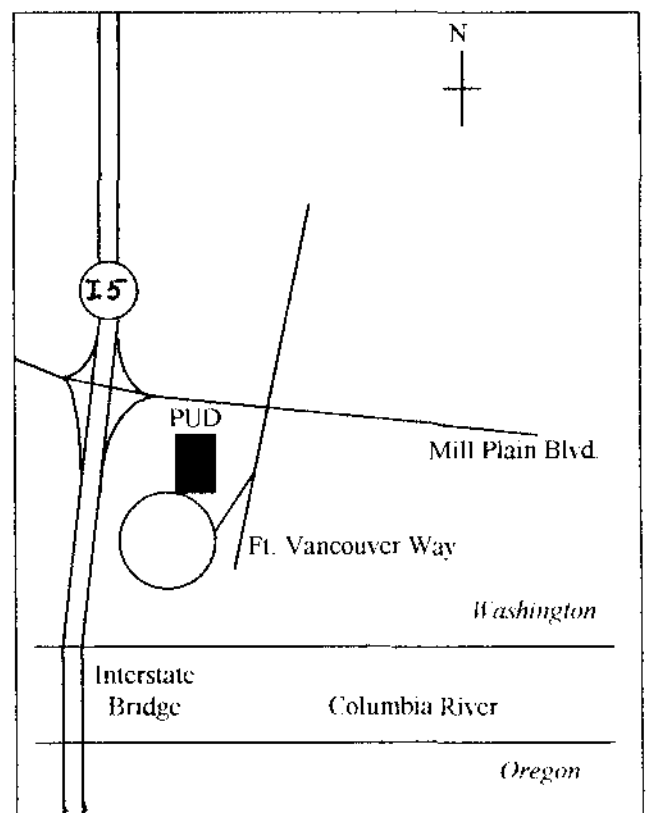 N
I5
PUD
Mill Plain Blvd.
Ft. Vancouver Way
Washington
Interstate
Bridge
Columbia River
Oregon